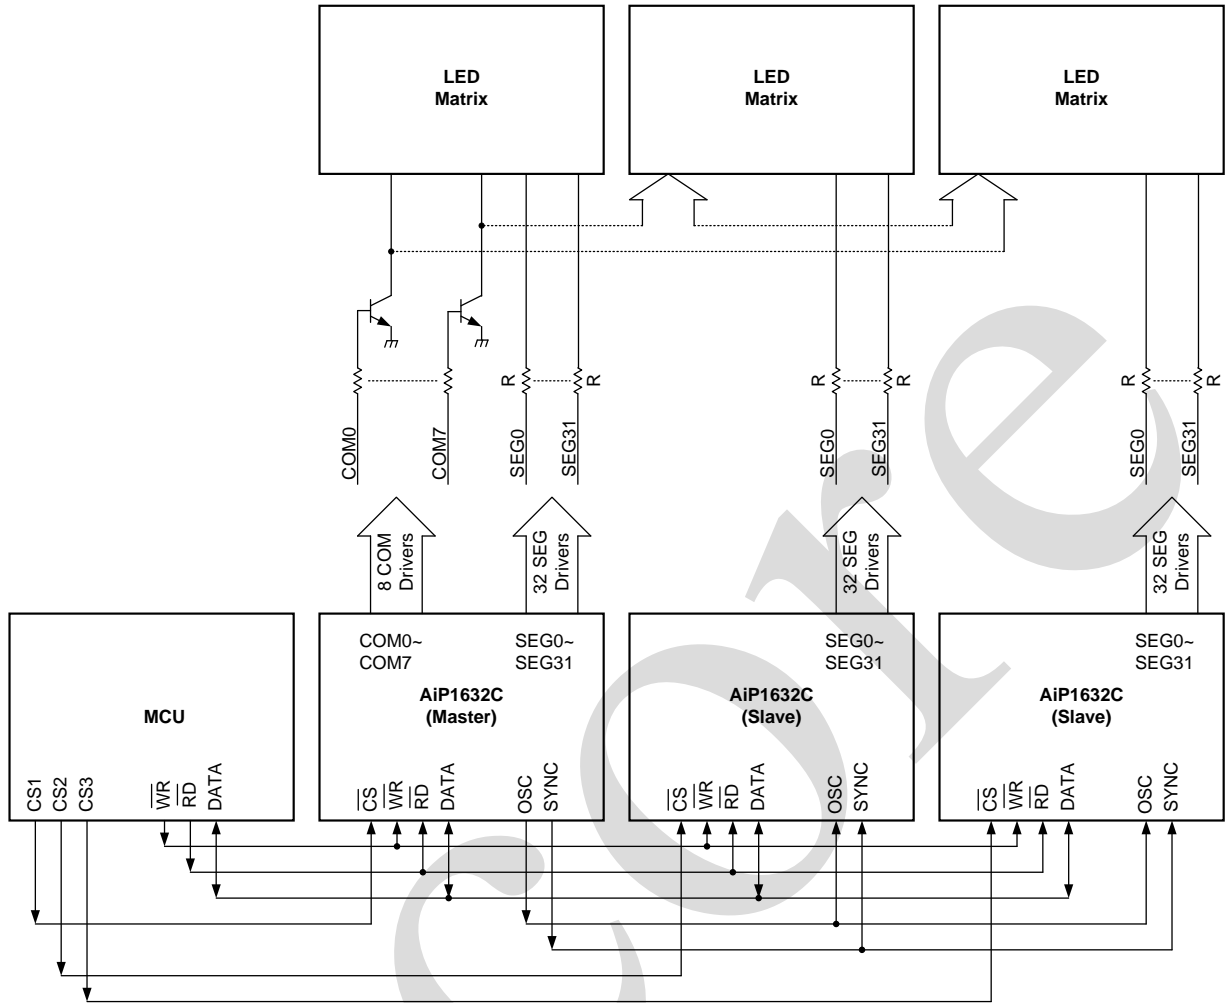 LED
Matrix
LED
Matrix
LED
Matrix
R
R
R
R
R
R
COM0
COM7
SEG0
SEG31
SEG0
SEG31
SEG0
SEG31
8 COM
Drivers
32 SEG
Drivers
32 SEG
Drivers
32 SEG
Drivers
MCU
CS1
CS2
CS3
WR
RD
DATA
COM0~
COM7
SEG0~
SEG31
AiP1632C
(Master)
CS
WR
RD
DATA
OSC
SYNC
SEG0~
SEG31
AiP1632C
(Slave)
CS
WR
RD
DATA
OSC
SYNC
SEG0~
SEG31
AiP1632C
(Slave)
CS
WR
RD
DATA
OSC
SYNC
core